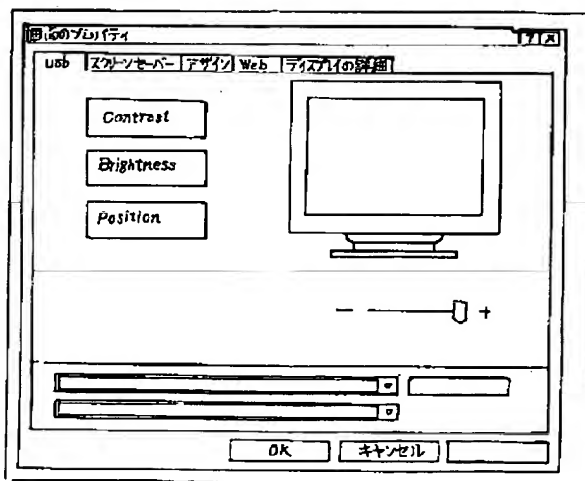 画面のプロパティ ? X
USB スクリーンセーバー デザイン Web ディスプレイの詳細
Contrast
Brightness
Position
- +
OK キャンセル